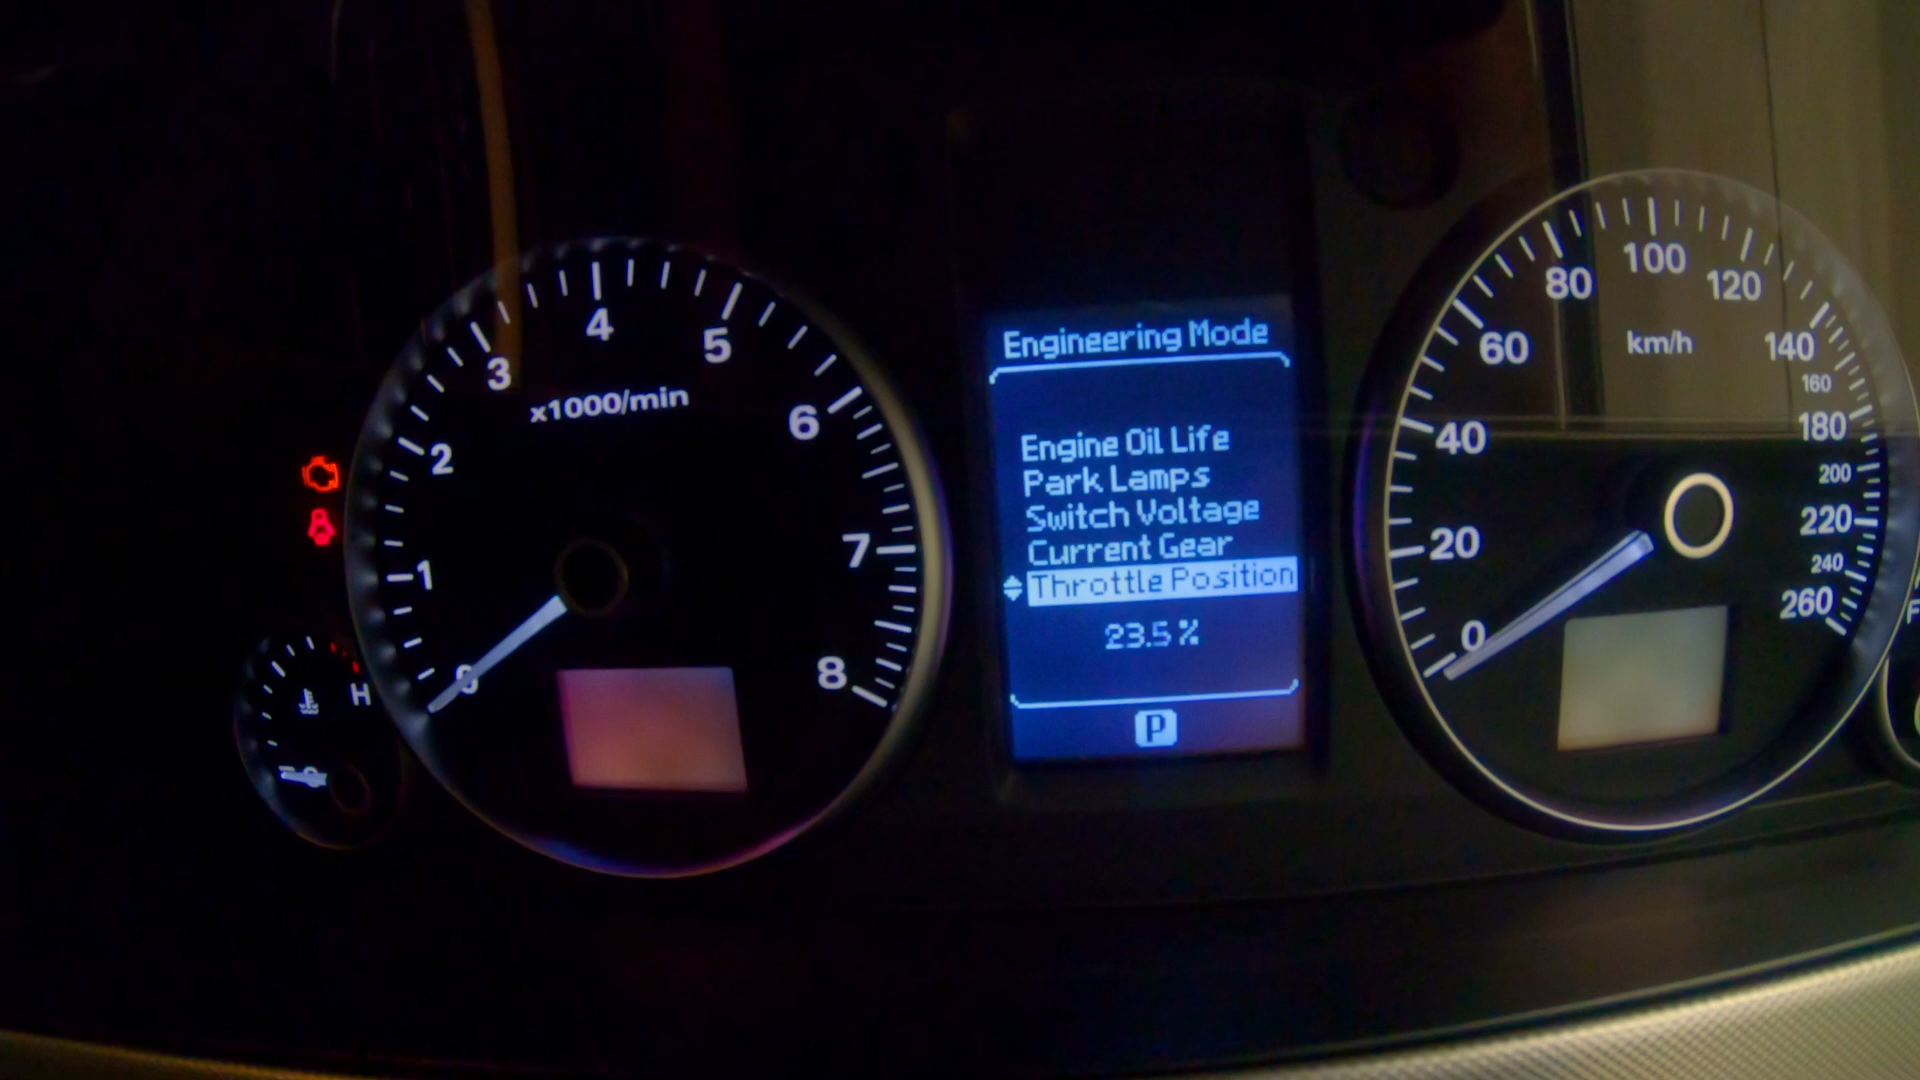 x1000/min
0
1
2
3
4
5
6
7
8
H
Engineering Mode
Engine Oil Life
Park Lamps
Switch Voltage
Current Gear
Throttle Position
23.5 %
P
km/h
0
20
40
60
80
100
120
140
160
180
200
220
240
260
F